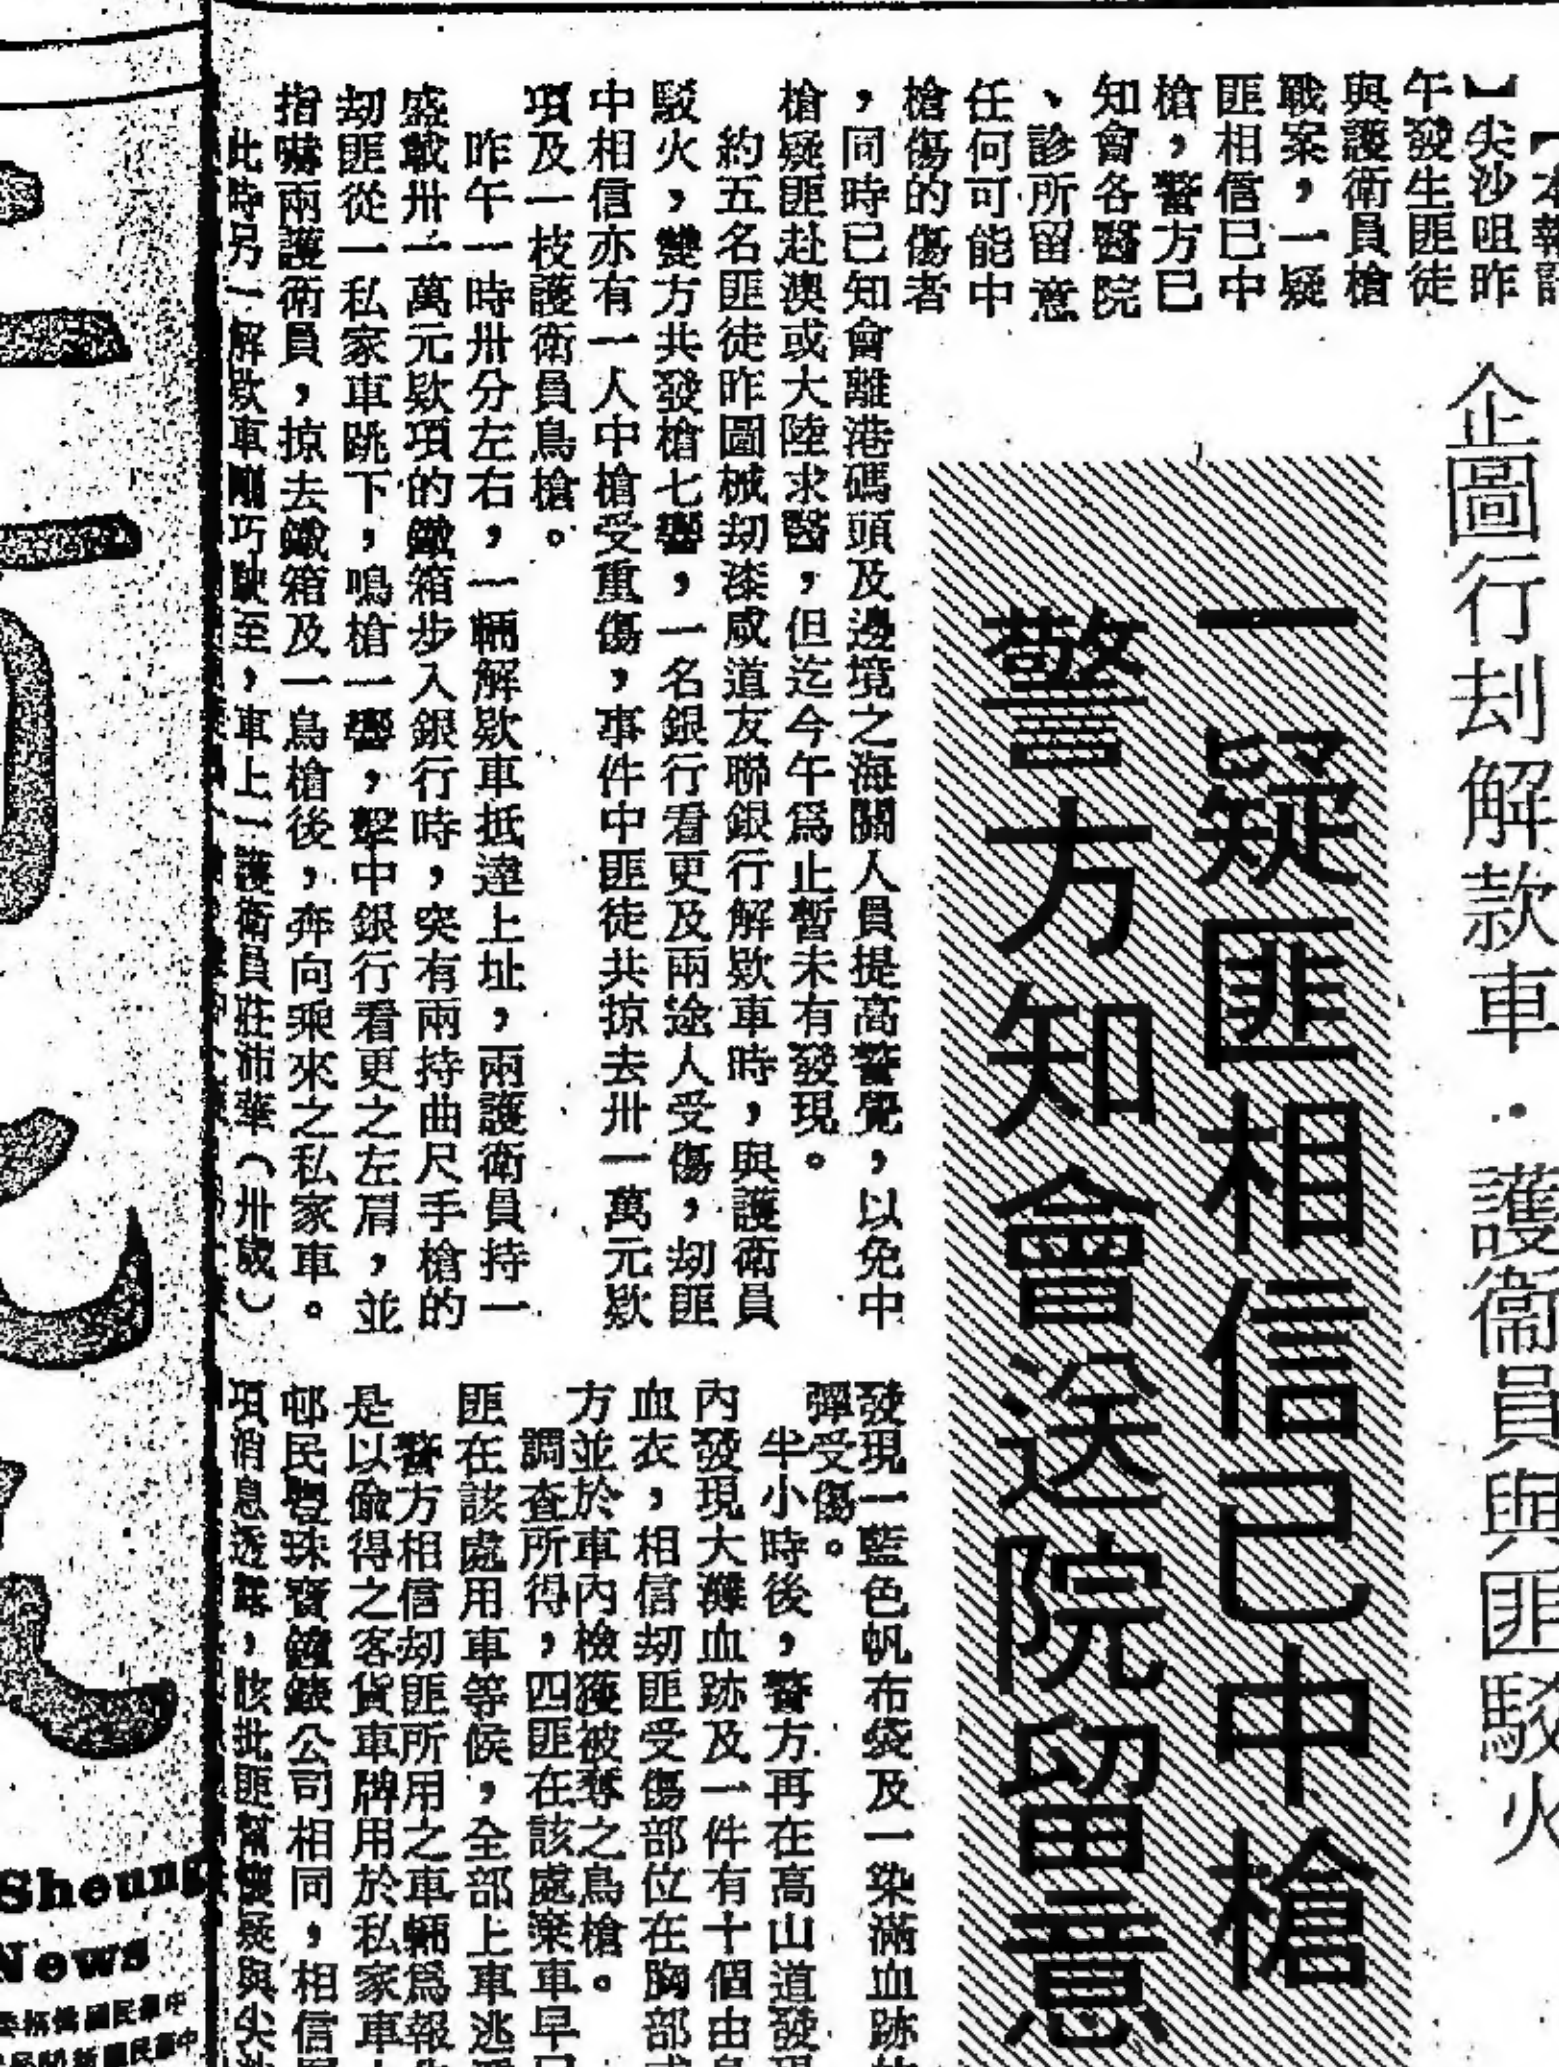 企圖行刦解款車．護衞員與匪駁火
一疑匪相信已中槍
警方知會送院留意
【本報訊
】尖沙咀昨
午發生匪徒
與護衛員槍
戰案，一疑
匪相信已中
槍，警方已
知會各醫院
、診所留意
任何可能中
槍傷的傷者
，同時已知會離港碼頭及邊境之海關人員提高警覺，以免中
槍疑匪赴澳或大陸求醫，但迄今午為止暫未有發現。
約五名匪徒昨圖械刧漆咸道友聯銀行解欵車時，與護衛員
駁火，雙方共發槍七響，一名銀行看更及兩途人受傷，刧匪
中相信亦有一人中槍受重傷，事件中匪徒共掠去卅一萬元欵
項及一枝護衛員鳥槍。
昨午一時卅分左右，一輛解欵車抵達上址，兩護衛員持一
盛載卅一萬元欵項的鐵箱步入銀行時，突有兩持曲尺手槍的
刧匪從一私家車跳下，鳴槍一響，擊中銀行看更之左肩，並
指嚇兩護衛員，掠去鐵箱及一鳥槍後，奔向乘來之私家車。
此時另一解欵車剛巧駛至，車上一護衛員莊沛華（卅歲）
發現一藍色帆布袋及一染滿血跡
彈受傷。
半小時後，警方再在高山道發現
內發現大灘血跡及一件有十個由
血衣，相信刧匪受傷部位在胸部
方並於車內檢獲被奪之鳥槍。
調查所得，四匪在該處棄車早
匪在該處用車等候，全部上車逃
警方相信刧匪所用之車輛為報
是以偷得之客貨車牌用於私家車
邨民豐珠寶鐘錶公司相同，相信
項消息透露，該批匪幫懷疑與尖
Sheung
News